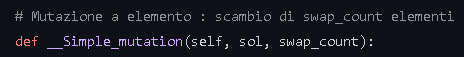 # Mutazione a elemento : scambio di swap_count elementi
def __Simple_mutation(self, sol, swap_count):